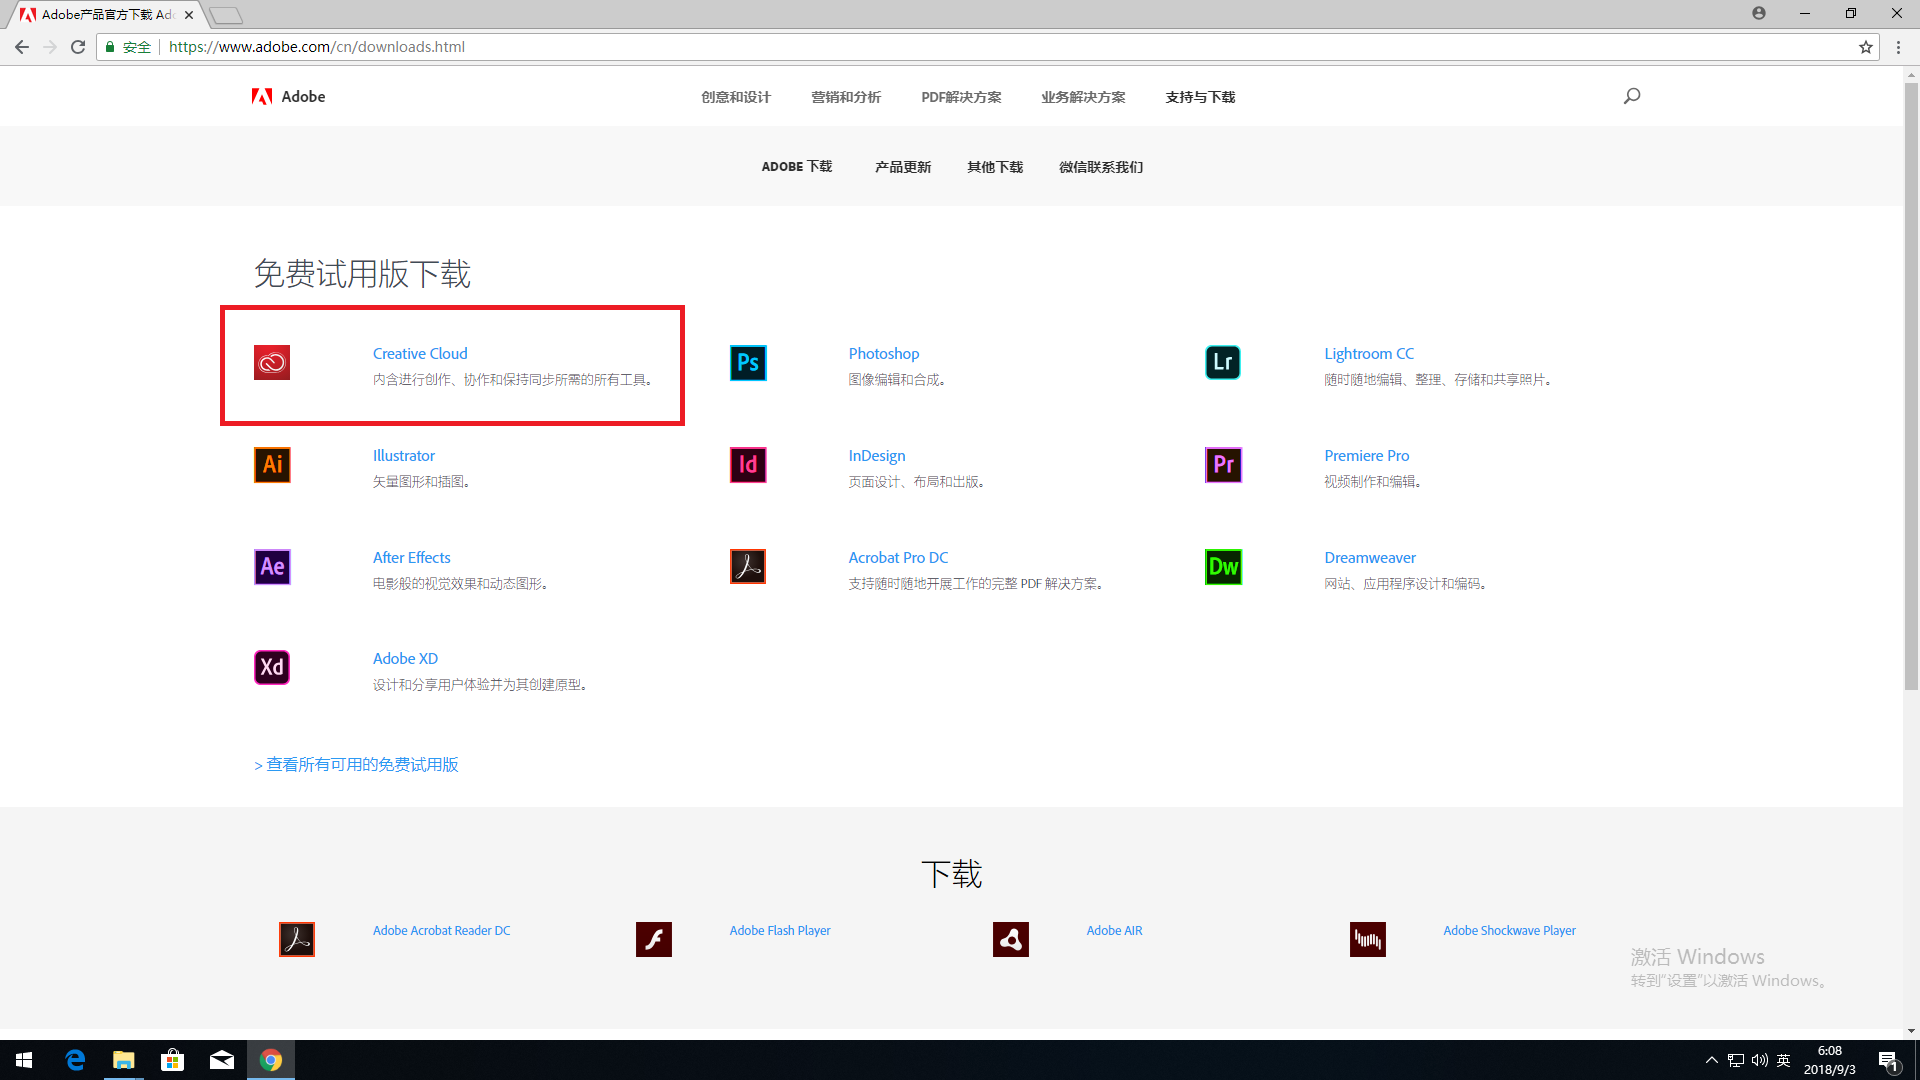 Adobe产品官方下载 Ado
安全
https://www.adobe.com/cn/downloads.html
Adobe
创意和设计
营销和分析
PDF解决方案
业务解决方案
支持与下载
ADOBE 下载
产品更新
其他下载
微信联系我们
免费试用版下载
Creative Cloud
内含进行创作、协作和保持同步所需的所有工具。
Ps
Photoshop
图像编辑和合成。
Lr
Lightroom CC
随时随地编辑、整理、存储和共享照片。
Ai
Illustrator
矢量图形和插图。
Id
InDesign
页面设计、布局和出版。
Pr
Premiere Pro
视频制作和编辑。
Ae
After Effects
电影般的视觉效果和动态图形。
Acrobat Pro DC
支持随时随地开展工作的完整 PDF 解决方案。
Dw
Dreamweaver
网站、应用程序设计和编码。
Xd
Adobe XD
设计和分享用户体验并为其创建原型。
> 查看所有可用的免费试用版
下载
Adobe Acrobat Reader DC
Adobe Flash Player
Adobe AIR
Adobe Shockwave Player
激活 Windows
转到"设置"以激活 Windows。
英
6:08
2018/9/3
1